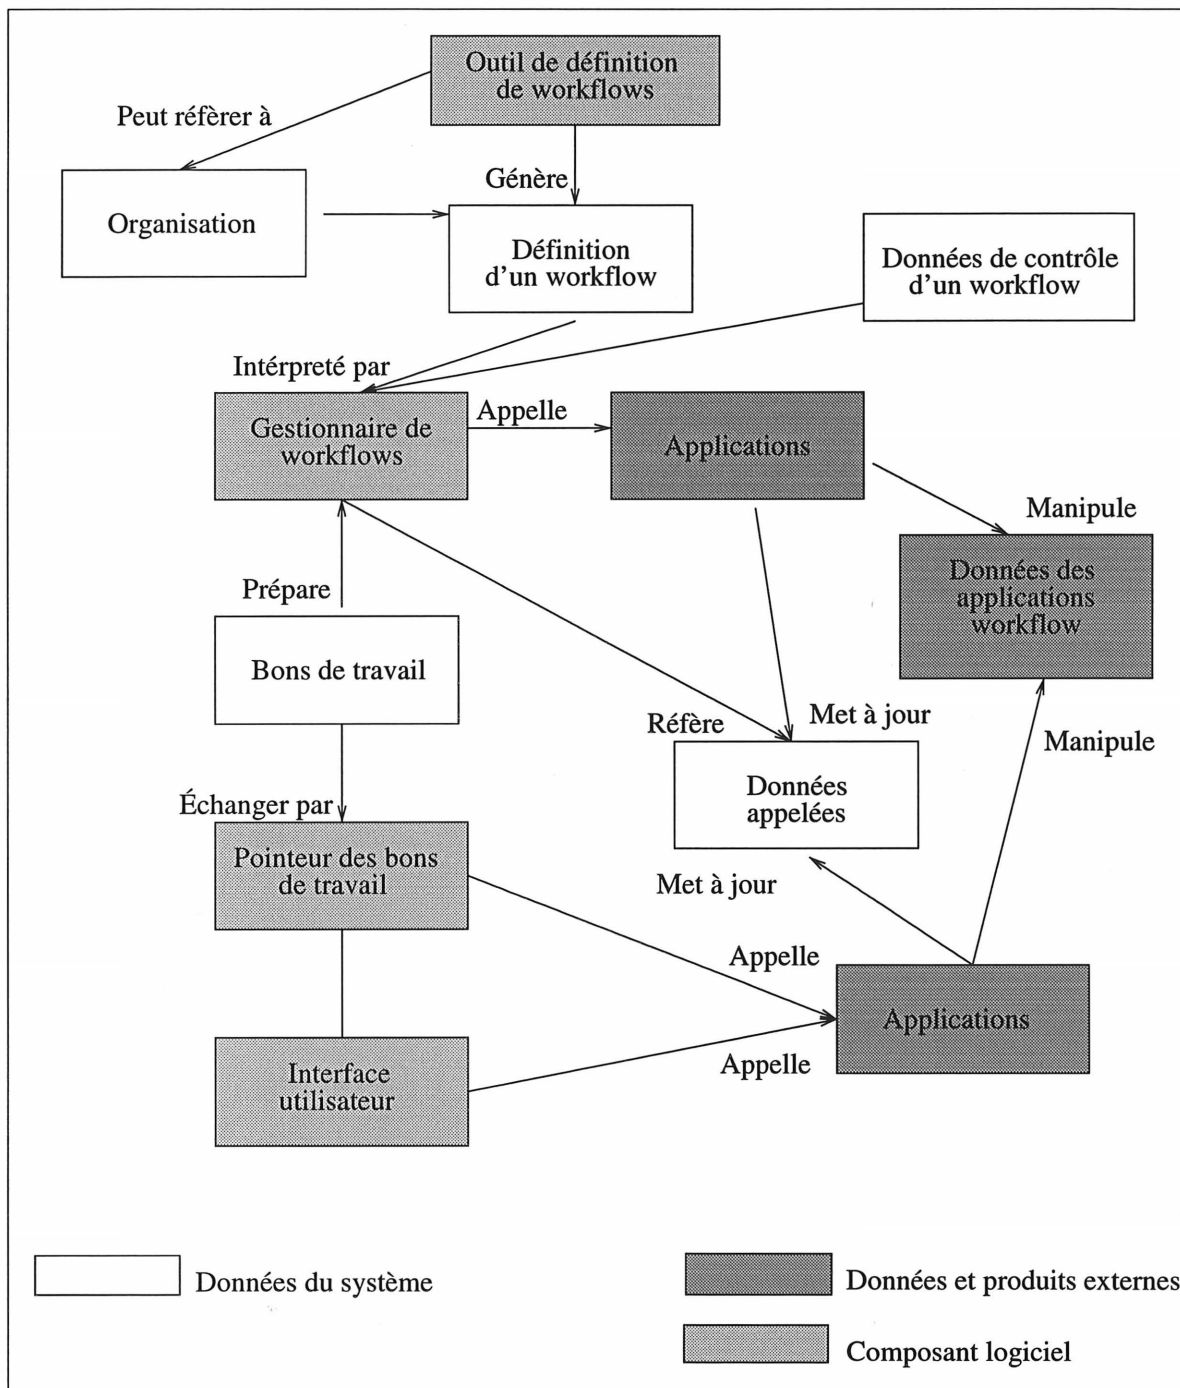 Outil de définition
de workflows
Peut réfèrer à
Génère
Organisation
Définition
d'un workflow
Données de contrôle
d'un workflow
Intérpreté par
Appelle
Gestionnaire de
workflows
Applications
Manipule
Données des
applications
workflow
Prépare
Bons de travail
Réfère
Met à jour
Manipule
Données
appelées
Échanger par
Pointeur des bons
de travail
Met à jour
Appelle
Applications
Appelle
Interface
utilisateur
Données du système
Données et produits externes
Composant logiciel